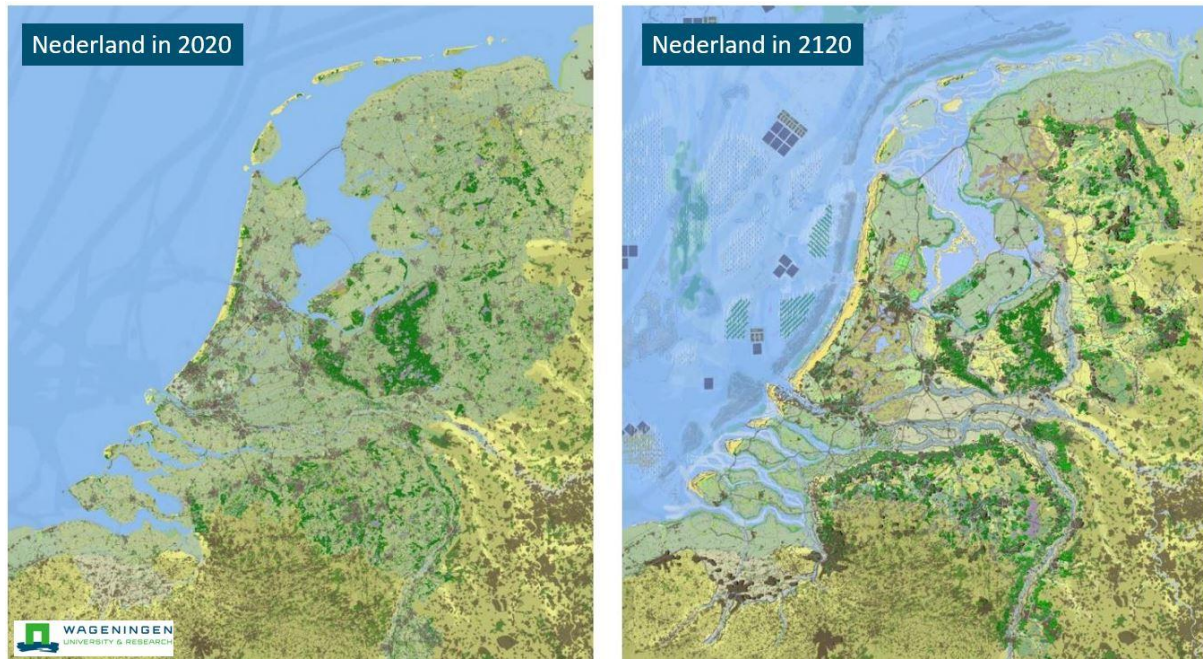 Nederland in 2020
Nederland in 2120
WAGENINGEN
UNIVERSITY & RESEARCH